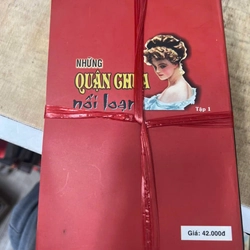 NHỮNG
QUẬN CHÚA
nổi loạn
Tập 1
Giá: 42.000đ